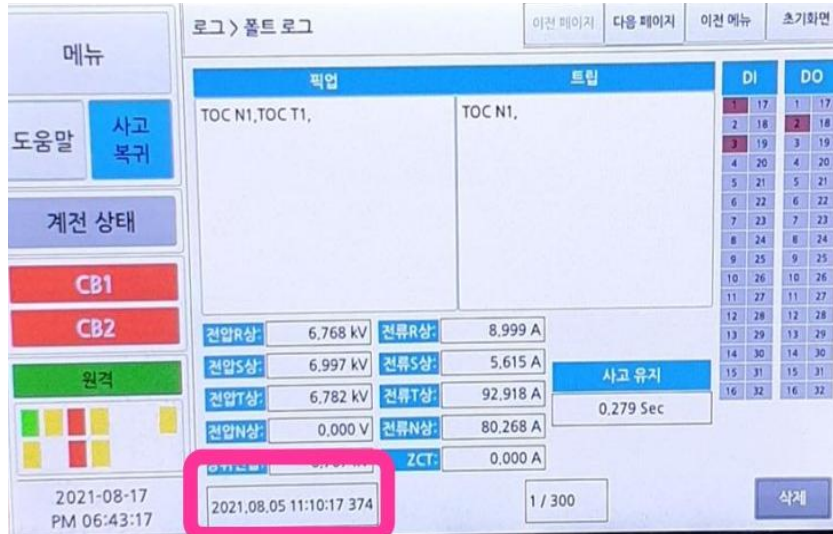 메뉴
도움말
사고
복귀
계전 상태
CB1
CB2
원격
2021-08-17
PM 06:43:17
로그 > 폴트 로그
이전 페이지 다음 페이지 이전 메뉴 초기화면
픽업 트립
TOC N1,TOC T1, TOC N1,
전압R상: 6,768 kV 전류R상: 8,999 A
전압S상: 6,997 kV 전류S상: 5,615 A
전압T상: 6,782 kV 전류T상: 92,918 A
전압N상: 0,000 V 전류N상: 80,268 A
ZCT: 0,000 A
2021,08,05 11:10:17 374
1 / 300
사고 유지
0,279 Sec
DI DO
1 17 1 17
2 18 2 18
3 19 3 19
4 20 4 20
5 21 5 21
6 22 6 22
7 23 7 23
8 24 8 24
9 25 9 25
10 26 10 26
11 27 11 27
12 28 12 28
13 29 13 29
14 30 14 30
15 31 15 31
16 32 16 32
삭제